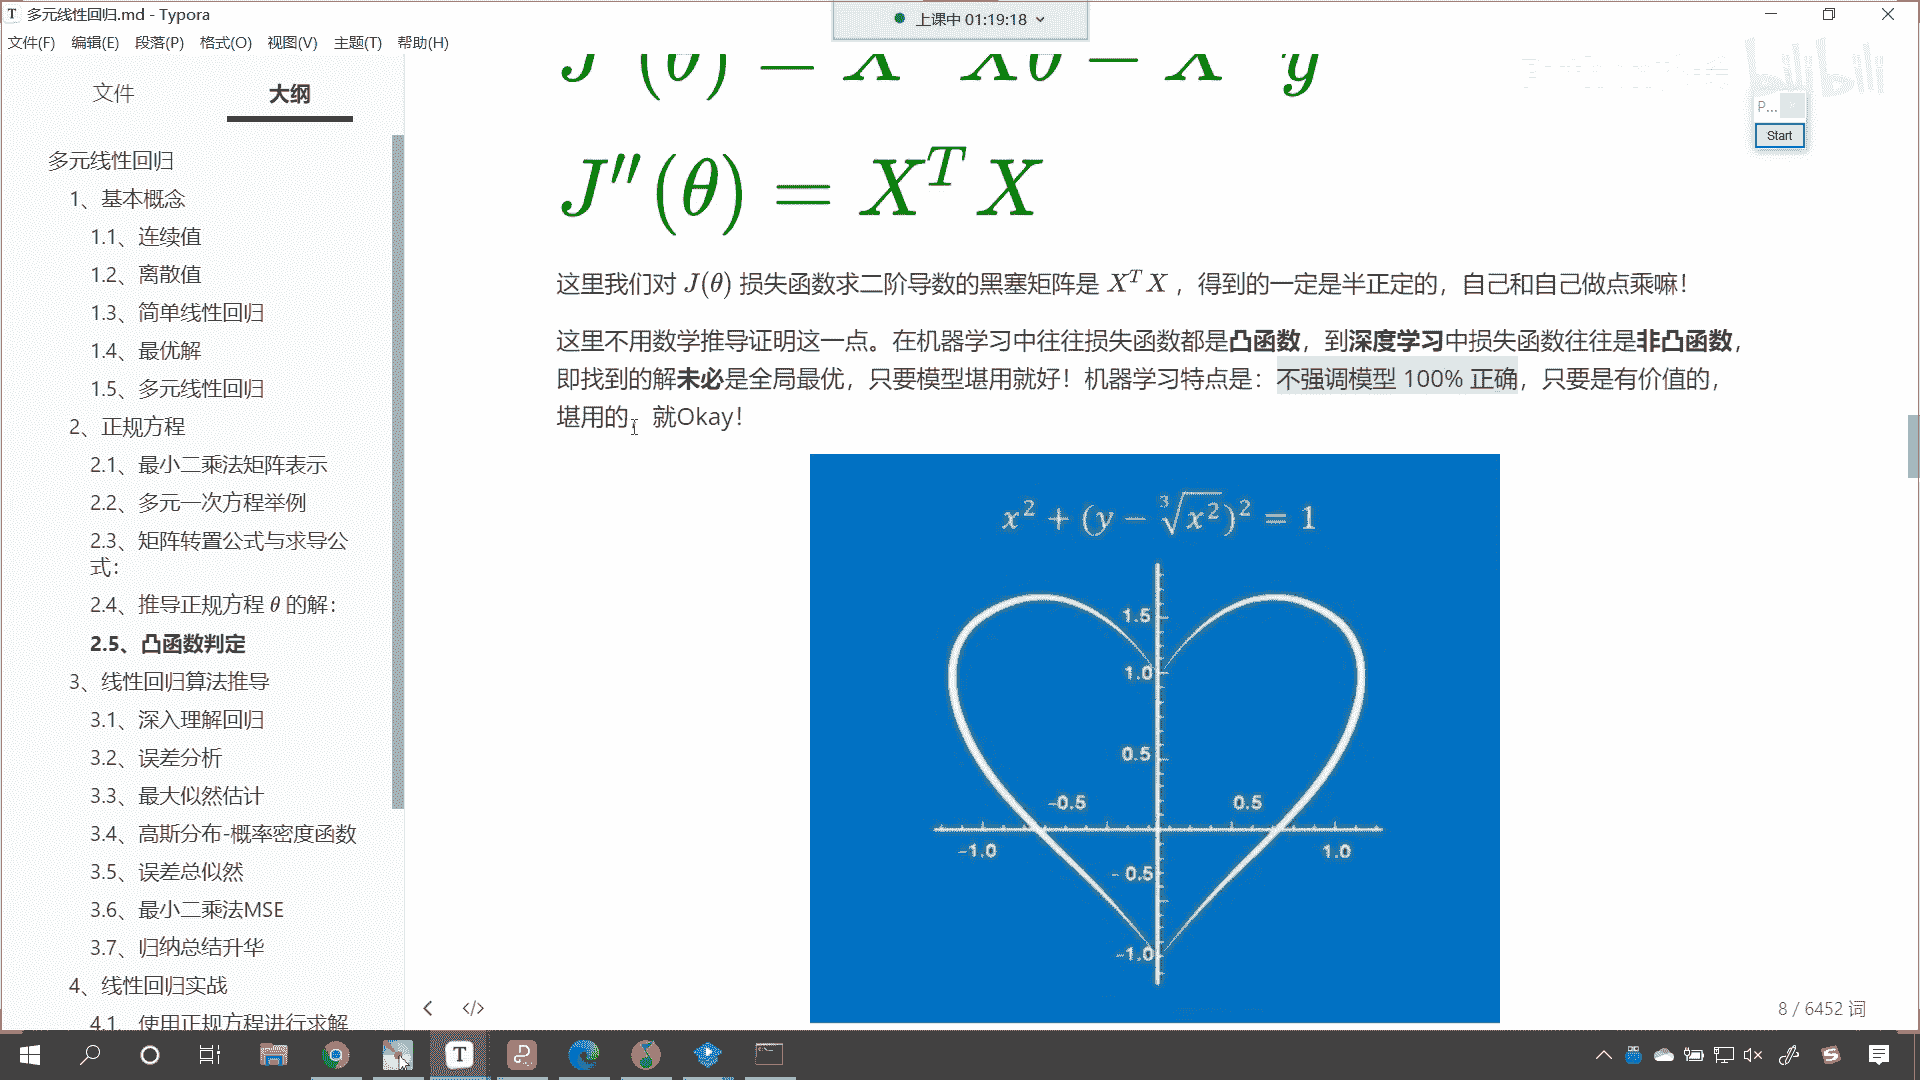 多元线性回归.md - Typora
上课中 01:19:18
文件(F) 编辑(E) 段落(P) 格式(O) 视图(V) 主题(T) 帮助(H)
bilibili
P...
Start
文件 大纲
多元线性回归
1、基本概念
1.1、连续值
1.2、离散值
1.3、简单线性回归
1.4、最优解
1.5、多元线性回归
2、正规方程
2.1、最小二乘法矩阵表示
2.2、多元一次方程举例
2.3、矩阵转置公式与求导公
式：
2.4、推导正规方程 θ 的解：
2.5、凸函数判定
3、线性回归算法推导
3.1、深入理解回归
3.2、误差分析
3.3、最大似然估计
3.4、高斯分布-概率密度函数
3.5、误差总似然
3.6、最小二乘法MSE
3.7、归纳总结升华
4、线性回归实战
4.1、使用正规方程进行求解
J''(θ) = X^T X
这里我们对 J(θ) 损失函数求二阶导数的黑塞矩阵是 X^T X ，得到的一定是半正定的，自己和自己做点乘嘛！
这里不用数学推导证明这一点。在机器学习中往往损失函数都是凸函数，到深度学习中损失函数往往是非凸函数，
即找到的解未必是全局最优，只要模型堪用就好！机器学习特点是：不强调模型 100% 正确，只要是有价值的，
堪用的，就Okay！
x² + (y − ∛x²)² = 1
1.5
1.0
0.5
-0.5 0.5
-1.0 1.0
-0.5
-1.0
8 / 6452 词